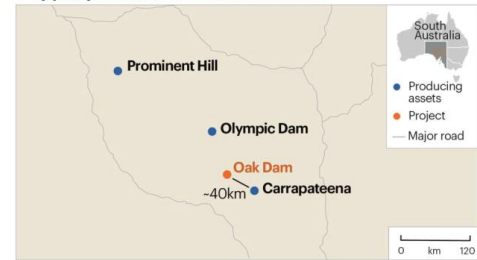 South
Australia
Prominent Hill
Producing
assets
Olympic Dam
Project
Major road
Oak Dam
~40km
Carrapateena
0 km 120